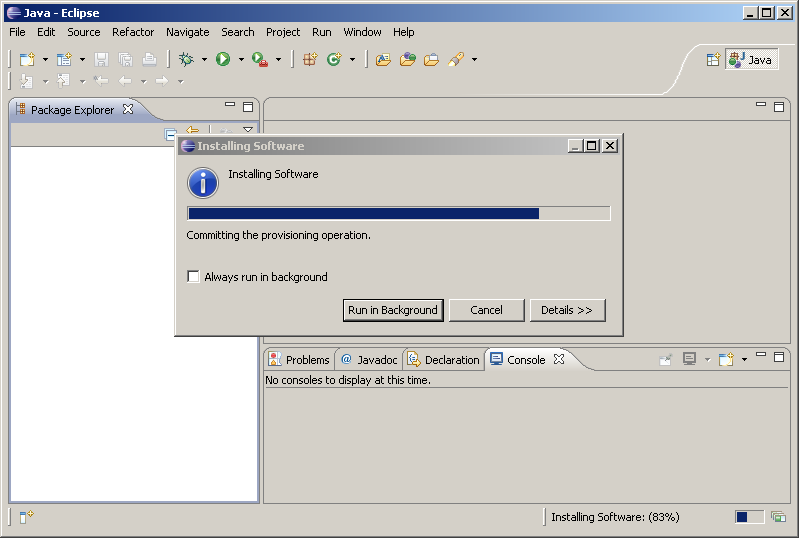 Java - Eclipse
File Edit Source Refactor Navigate Search Project Run Window Help
Java
Package Explorer
Installing Software
Installing Software
Committing the provisioning operation.
Always run in background
Run in Background Cancel Details >>
Problems @ Javadoc Declaration Console
No consoles to display at this time.
Installing Software: (83%)